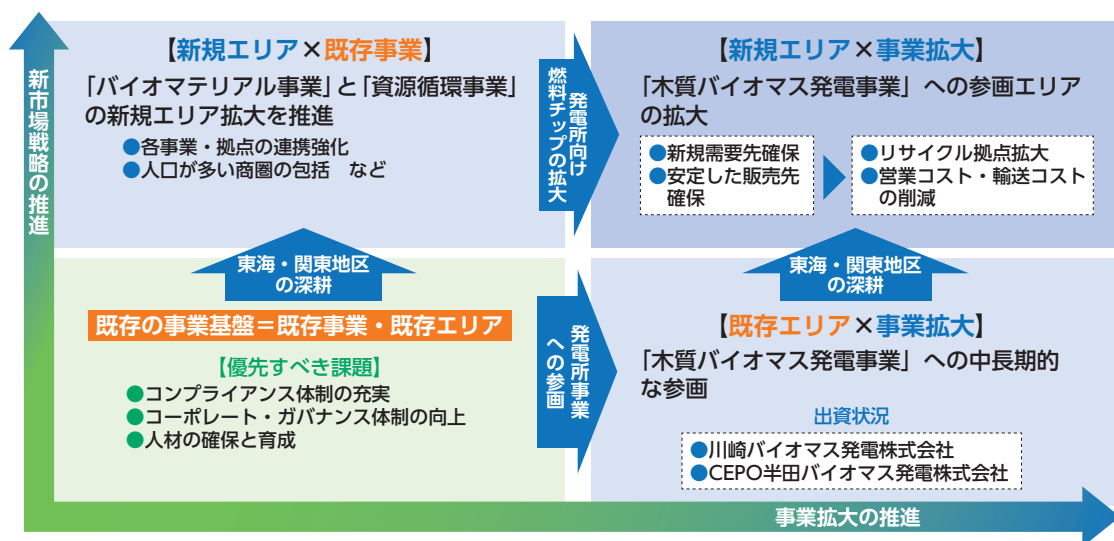 新市場戦略の推進
【新規エリア×既存事業】
「バイオマテリアル事業」と「資源循環事業」
の新規エリア拡大を推進
●各事業・拠点の連携強化
●人口が多い商圏の包括　など
発電所向け
燃料チップの拡大
【新規エリア×事業拡大】
「木質バイオマス発電事業」への参画エリア
の拡大
●新規需要先確保
●安定した販売先
確保
●リサイクル拠点拡大
●営業コスト・輸送コスト
の削減
東海・関東地区
の深耕
既存の事業基盤＝既存事業・既存エリア
【優先すべき課題】
●コンプライアンス体制の充実
●コーポレート・ガバナンス体制の向上
●人材の確保と育成
発電所事業
への参画
東海・関東地区
の深耕
【既存エリア×事業拡大】
「木質バイオマス発電事業」への中長期的
な参画
出資状況
●川崎バイオマス発電株式会社
●CEPO半田バイオマス発電株式会社
事業拡大の推進